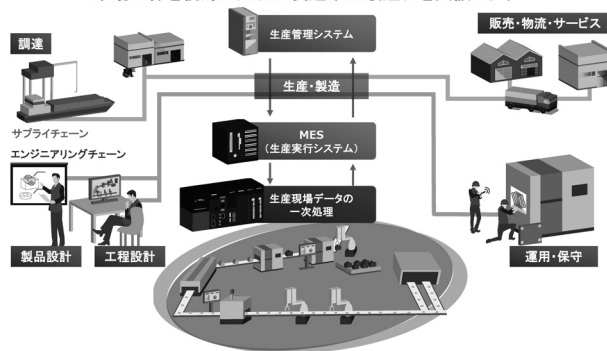 調達
生産管理システム
販売・物流・サービス
生産・製造
サプライチェーン
MES
(生産実行システム)
エンジニアリングチェーン
生産現場データの
一次処理
製品設計
工程設計
運用・保守